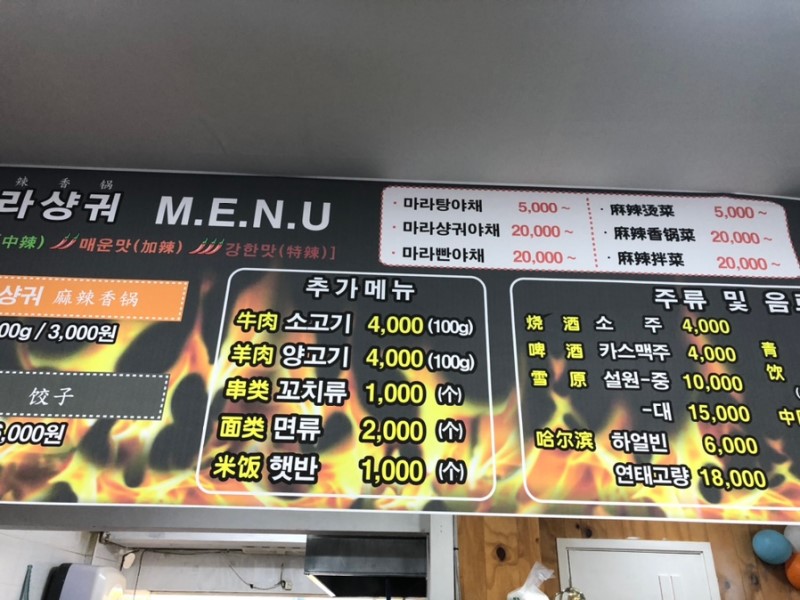 辣 香 锅
라샹궈 M.E.N.U
(中辣) 매운맛(加辣) 강한맛(特辣)]
· 마라탕야채 5,000 ~
· 마라샹궈야채 20,000 ~
· 마라빤야채 20,000 ~
· 麻辣烫菜 5,000 ~
· 麻辣香锅菜 20,000 ~
· 麻辣拌菜 20,000 ~
샹궈 麻辣香锅
00g / 3,000원
饺子
,000원
추가메뉴
牛肉 소고기 4,000 (100g)
羊肉 양고기 4,000 (100g)
串类 꼬치류 1,000 (个)
面类 면류 2,000 (个)
米饭 햇반 1,000 (个)
주류 및 음
烧 酒 소 주 4,000
啤 酒 카스맥주 4,000
雪 原 설원-중 10,000
-대 15,000
哈尔滨 하얼빈 6,000
연태고량 18,000
青
饮
中